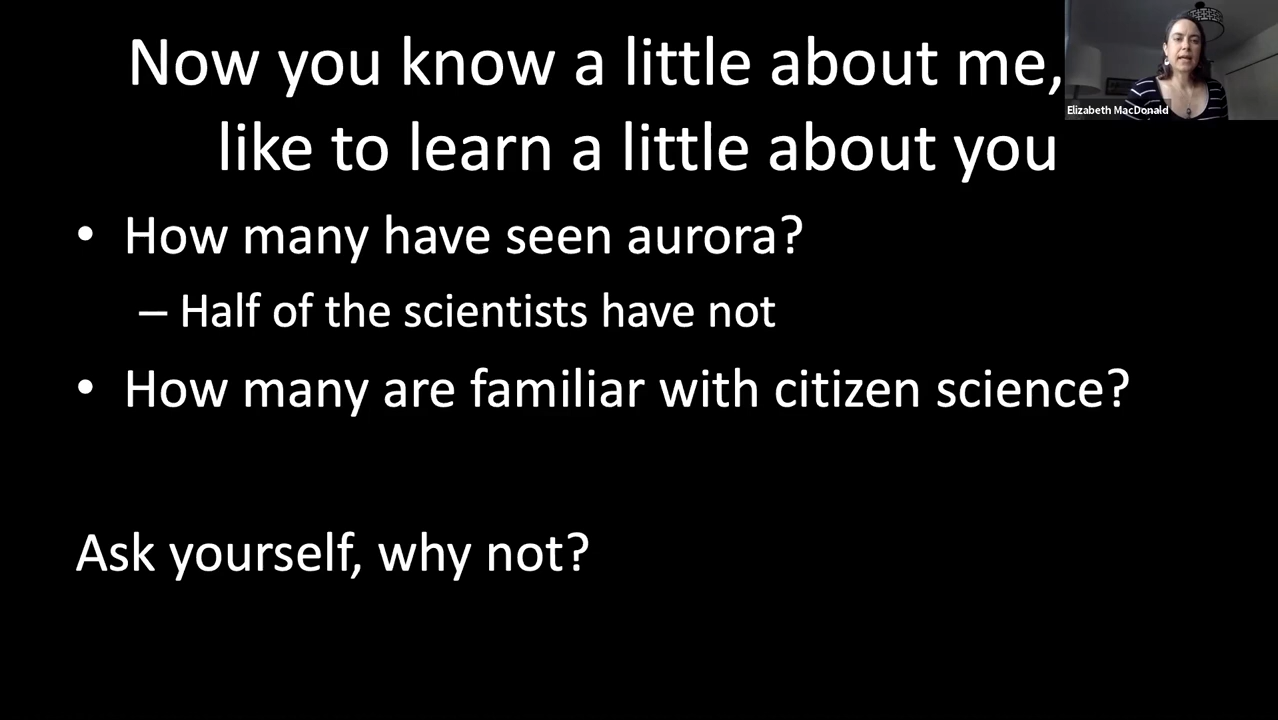 Now you know a little about me,
like to learn a little about you
Elizabeth MacDonald
• How many have seen aurora?
– Half of the scientists have not
• How many are familiar with citizen science?
Ask yourself, why not?